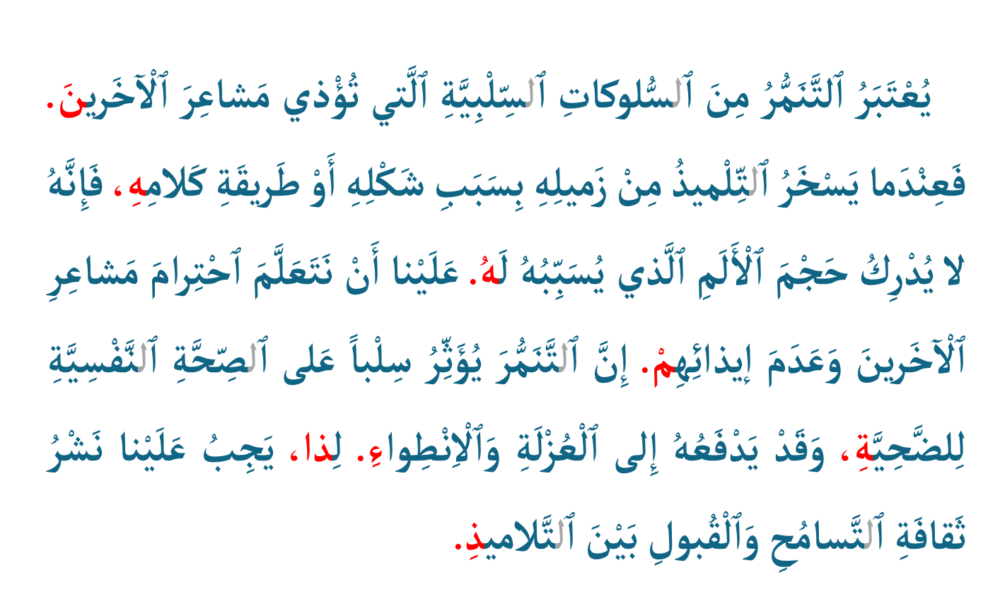 يُعْتَبَرُ ٱلتَّنَمُّرُ مِنَ ٱلسُّلوكاتِ ٱلسِّلْبِيَّةِ ٱلَّتي تُؤْذي مَشاعِرَ ٱلْآخَرينَ.
فَعِنْدَما يَسْخَرُ ٱلتِّلْميذُ مِنْ زَميلِهِ بِسَبَبِ شَكْلِهِ أَوْ طَريقَةِ كَلامِهِ، فَإِنَّهُ
لا يُدْرِكُ حَجْمَ ٱلْأَلَمِ ٱلَّذي يُسَبِّبُهُ لَهُ. عَلَيْنا أَنْ نَتَعَلَّمَ ٱحْتِرامَ مَشاعِرِ
ٱلْآخَرينَ وَعَدَمَ إيذائِهِمْ. إِنَّ ٱلتَّنَمُّرَ يُؤَثِّرُ سِلْباً عَلى ٱلصِّحَّةِ ٱلنَّفْسِيَّةِ
لِلضَّحِيَّةِ، وَقَدْ يَدْفَعُهُ إِلى ٱلْعُزْلَةِ وَٱلْاِنْطِواءِ. لِذا، يَجِبُ عَلَيْنا نَشْرُ
ثَقافَةِ ٱلتَّسامُحِ وَٱلْقُبولِ بَيْنَ ٱلتَّلاميذِ.